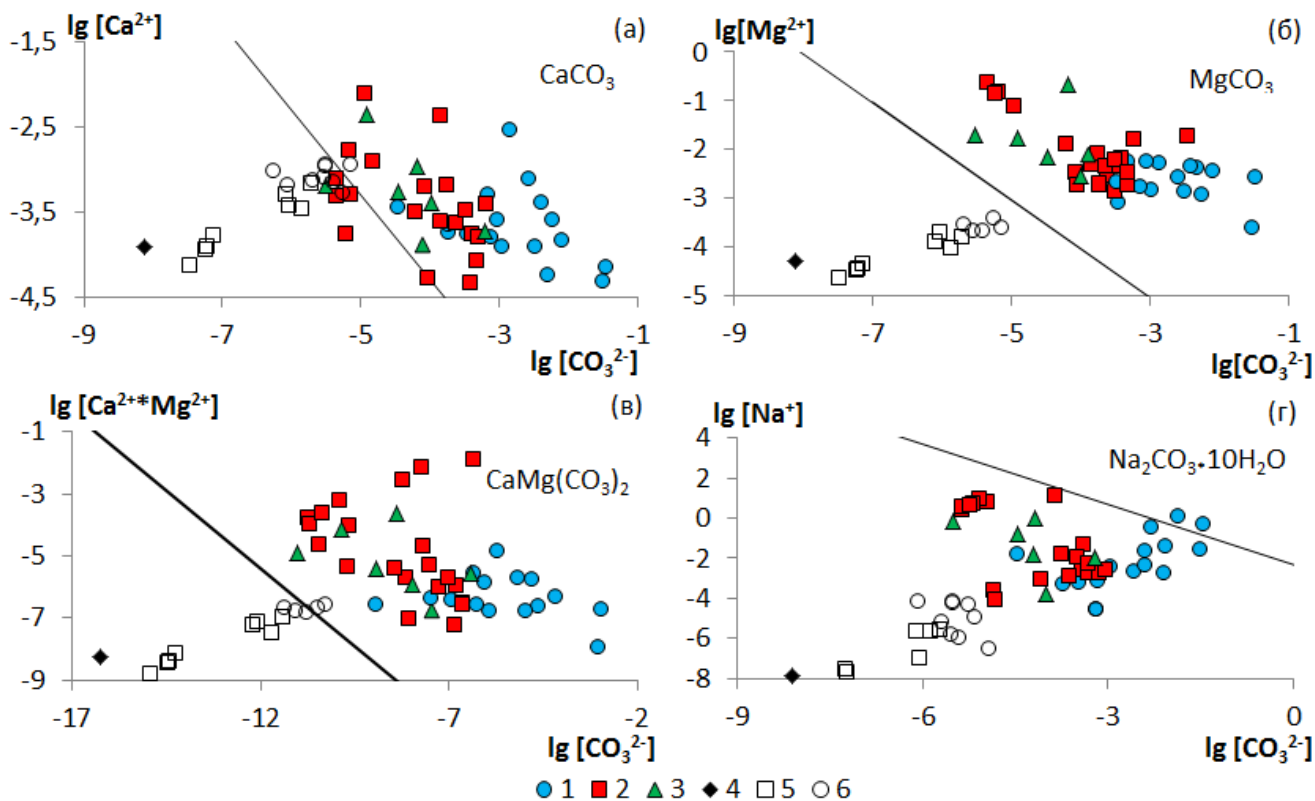 lg [Ca²⁺]
(а)
CaCO₃
-1,5
-2,5
-3,5
-4,5
-9 -7 -5 -3 -1
lg [CO₃²⁻]
lg[Mg²⁺]
(б)
MgCO₃
0
-1
-2
-3
-4
-5
-9 -7 -5 -3 -1
lg[CO₃²⁻]
lg [Ca²⁺*Mg²⁺]
(в)
CaMg(CO₃)₂
-1
-3
-5
-7
-9
-17 -12 -7 -2
lg [CO₃²⁻]
lg [Na⁺]
(г)
Na₂CO₃•10H₂O
4
2
0
-2
-4
-6
-8
-9 -6 -3 0
lg [CO₃²⁻]
1 2 3 4 5 6